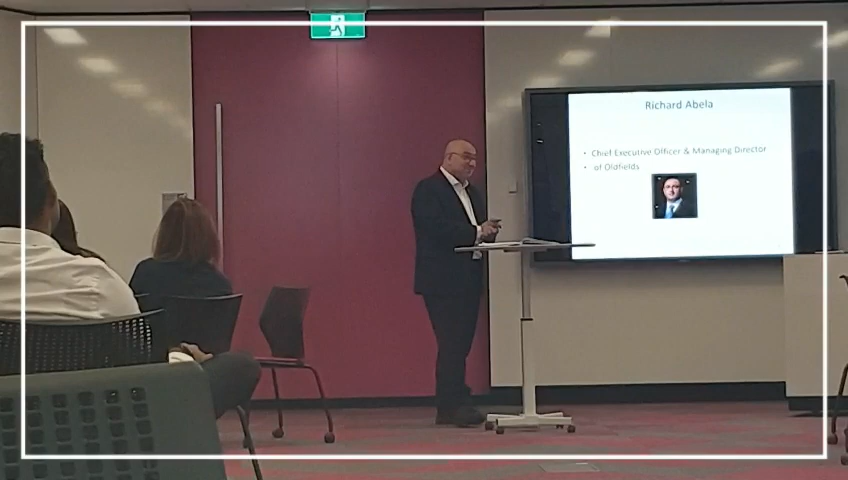 Richard Abela
• Chief Executive Officer & Managing Director
• of Oldfields